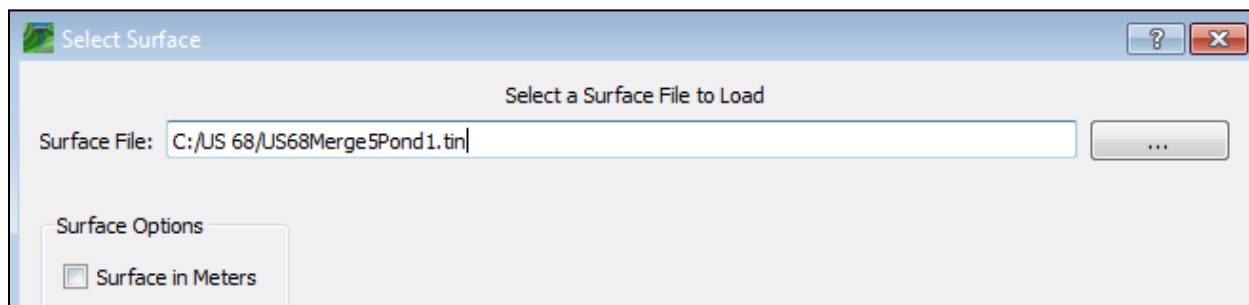 Select Surface
Select a Surface File to Load
Surface File: C:/US 68/US68Merge5Pond1.tin ...
Surface Options
Surface in Meters